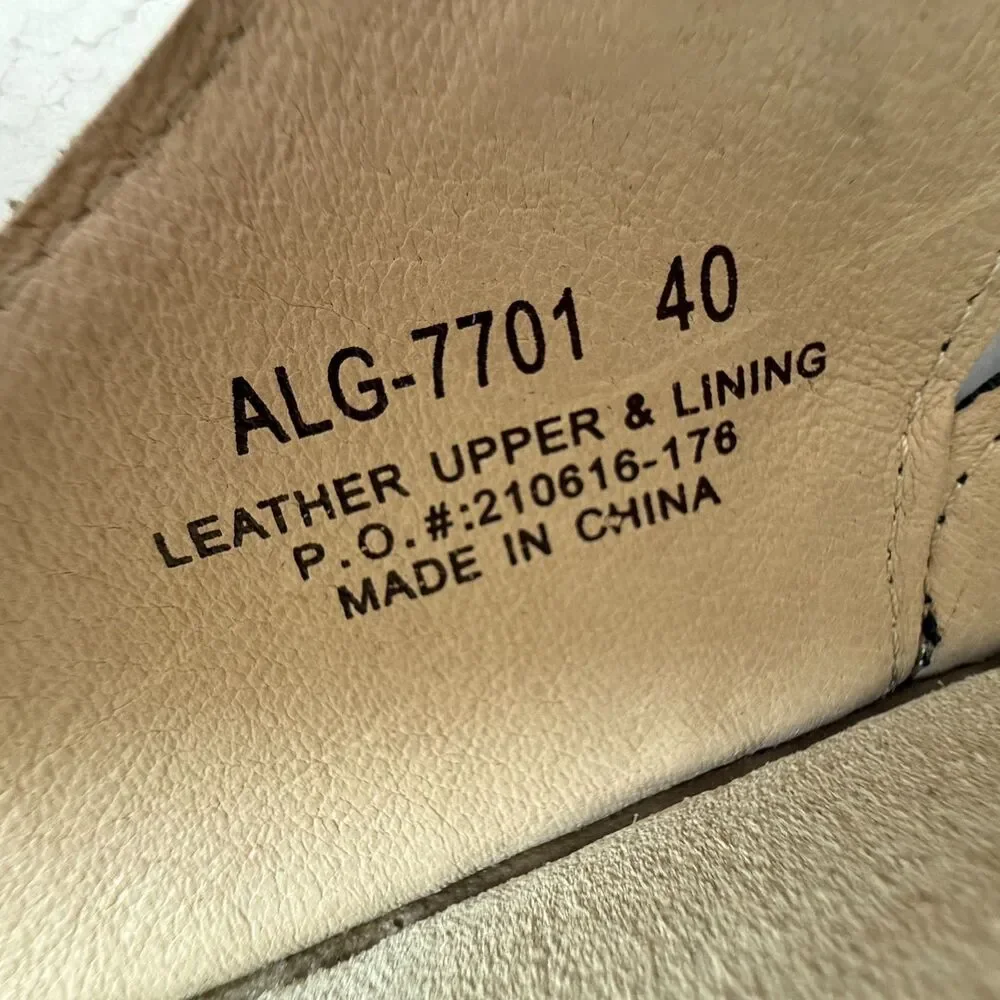 ALG-7701 40
LEATHER UPPER & LINING
P.O.#:210616-176
MADE IN CHINA